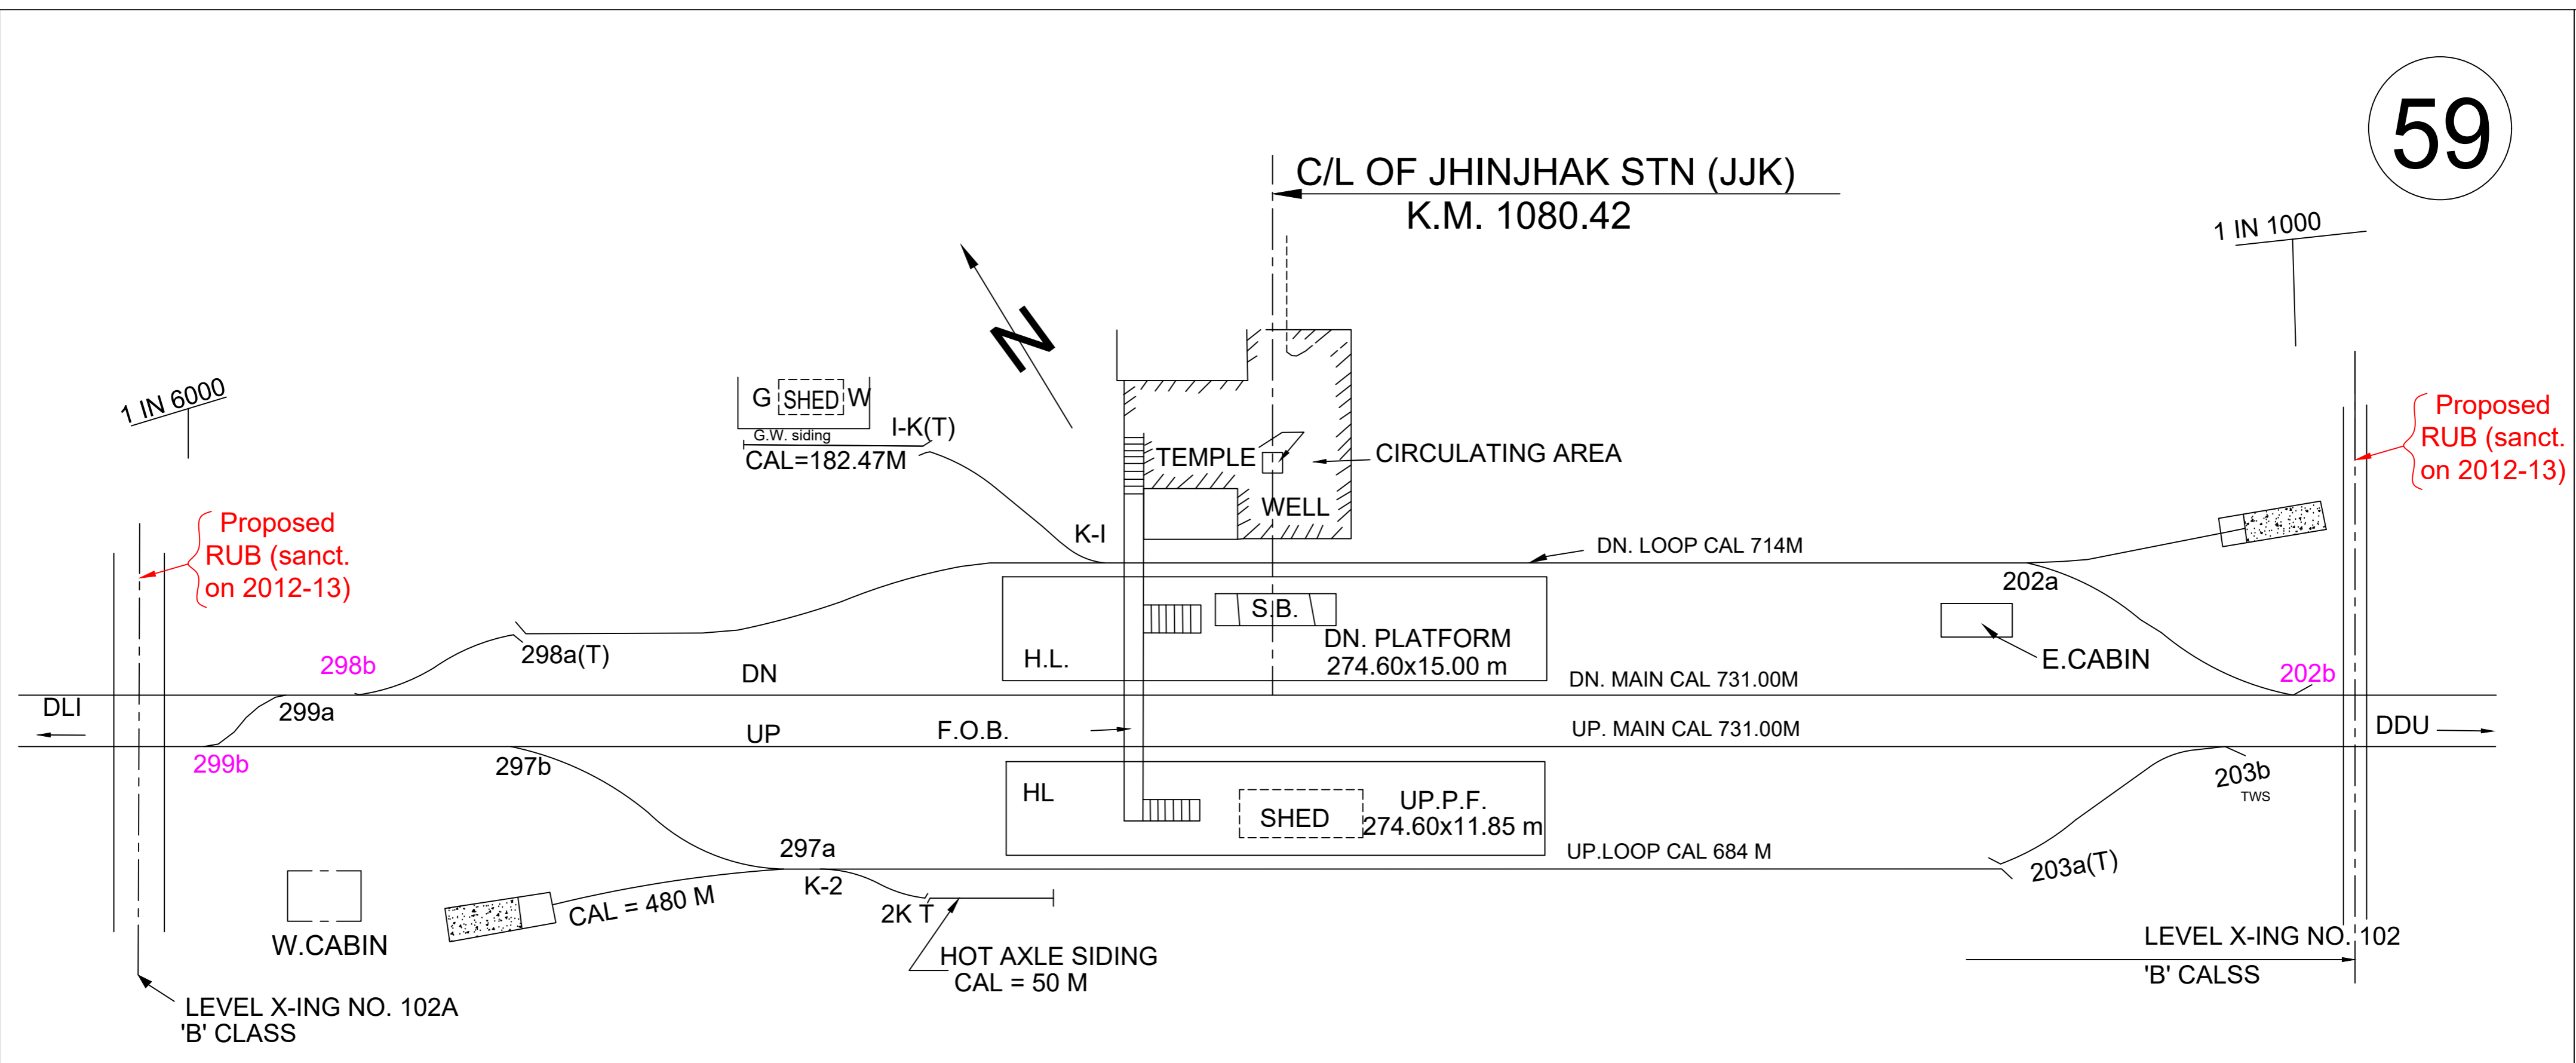 59
C/L OF JHINJHAK STN (JJK)
K.M. 1080.42
1 IN 1000
N
1 IN 6000
G SHED W
G.W. siding
I-K(T)
CAL=182.47M
TEMPLE
CIRCULATING AREA
WELL
Proposed
RUB (sanct.
on 2012-13)
Proposed
RUB (sanct.
on 2012-13)
K-I
DN. LOOP CAL 714M
202a
S.B.
DN. PLATFORM
274.60x15.00 m
H.L.
298a(T)
298b
E.CABIN
DN
DN. MAIN CAL 731.00M
202b
DLI
299a
UP
F.O.B.
UP. MAIN CAL 731.00M
DDU
299b
297b
203b
TWS
HL
SHED
UP.P.F.
274.60x11.85 m
297a
UP.LOOP CAL 684 M
203a(T)
K-2
CAL = 480 M
2K T
W.CABIN
HOT AXLE SIDING
CAL = 50 M
LEVEL X-ING NO. 102
'B' CALSS
LEVEL X-ING NO. 102A
'B' CLASS